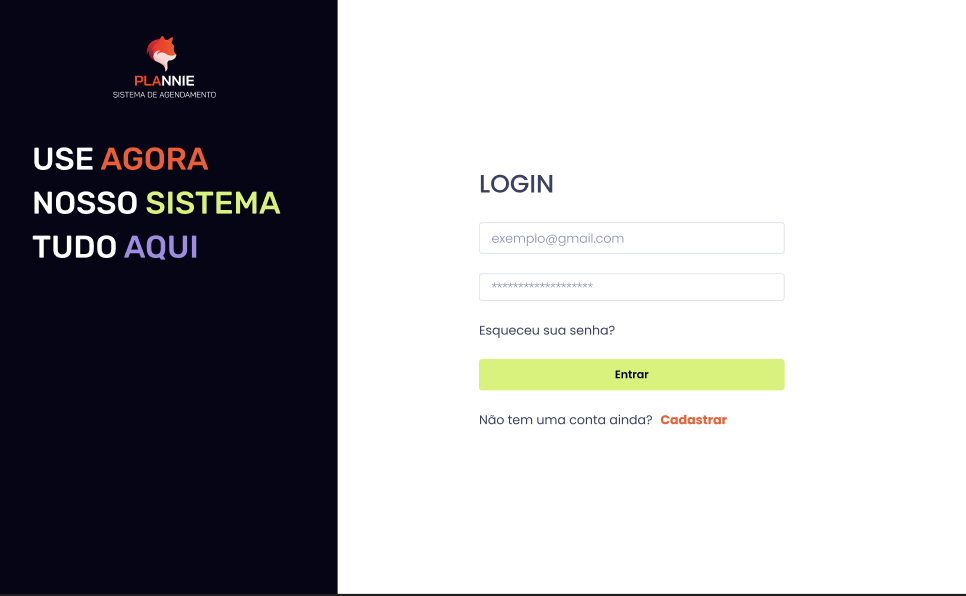 PLANNIE
SISTEMA DE AGENDAMENTO
USE AGORA
NOSSO SISTEMA
TUDO AQUI
LOGIN
exemplo@gmail.com
*******************
Esqueceu sua senha?
Entrar
Não tem uma conta ainda? Cadastrar